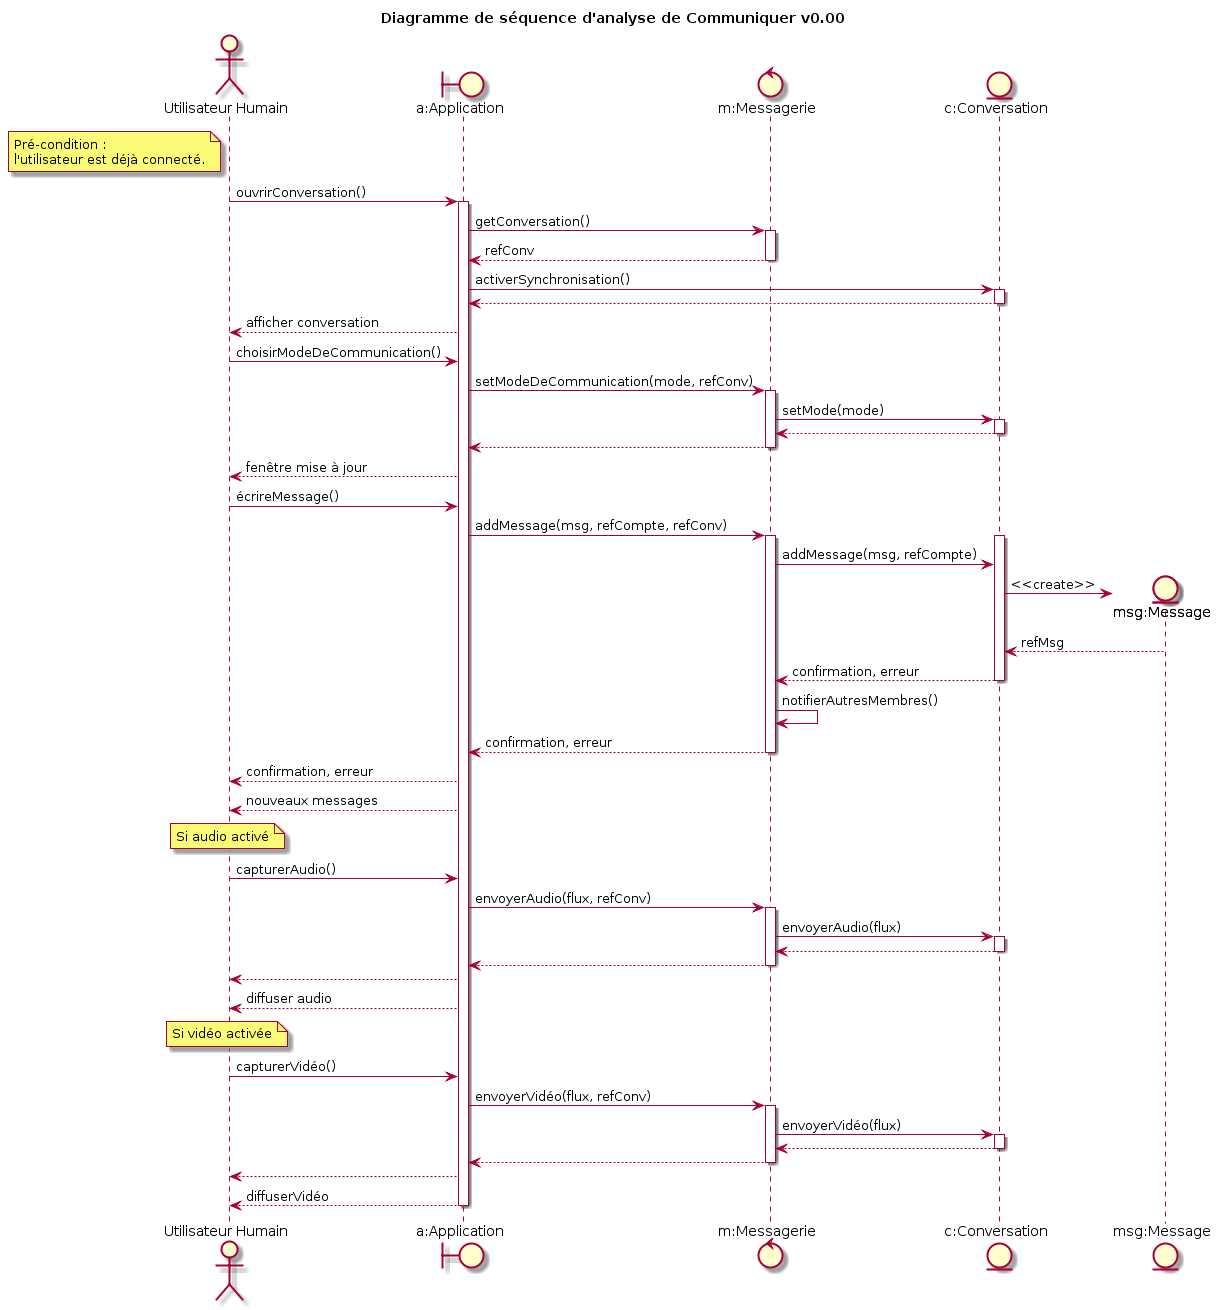 Diagramme de séquence d'analyse de Communiquer v0.00
Utilisateur Humain
a:Application
m:Messagerie
c:Conversation
Pré-condition :
l'utilisateur est déjà connecté.
ouvrirConversation()
getConversation()
refConv
activerSynchronisation()
afficher conversation
choisirModeDeCommunication()
setModeDeCommunication(mode, refConv)
setMode(mode)
fenêtre mise à jour
écrireMessage()
addMessage(msg, refCompte, refConv)
addMessage(msg, refCompte)
<<create>>
msg:Message
refMsg
confirmation, erreur
notifierAutresMembres()
confirmation, erreur
confirmation, erreur
nouveaux messages
Si audio activé
capturerAudio()
envoyerAudio(flux, refConv)
envoyerAudio(flux)
diffuser audio
Si vidéo activée
capturerVidéo()
envoyerVidéo(flux, refConv)
envoyerVidéo(flux)
diffuserVidéo
Utilisateur Humain
a:Application
m:Messagerie
c:Conversation
msg:Message